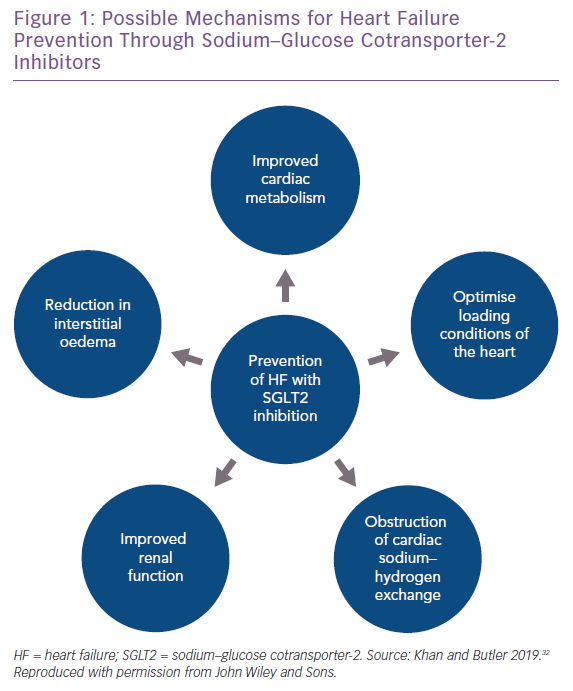 Figure 1: Possible Mechanisms for Heart Failure
Prevention Through Sodium–Glucose Cotransporter-2
Inhibitors
Improved
cardiac
metabolism
Reduction in
interstitial
oedema
Optimise
loading
conditions of
the heart
Prevention
of HF with
SGLT2
inhibition
Improved
renal
function
Obstruction
of cardiac
sodium–
hydrogen
exchange
HF = heart failure; SGLT2 = sodium–glucose cotransporter-2. Source: Khan and Butler 2019.32
Reproduced with permission from John Wiley and Sons.